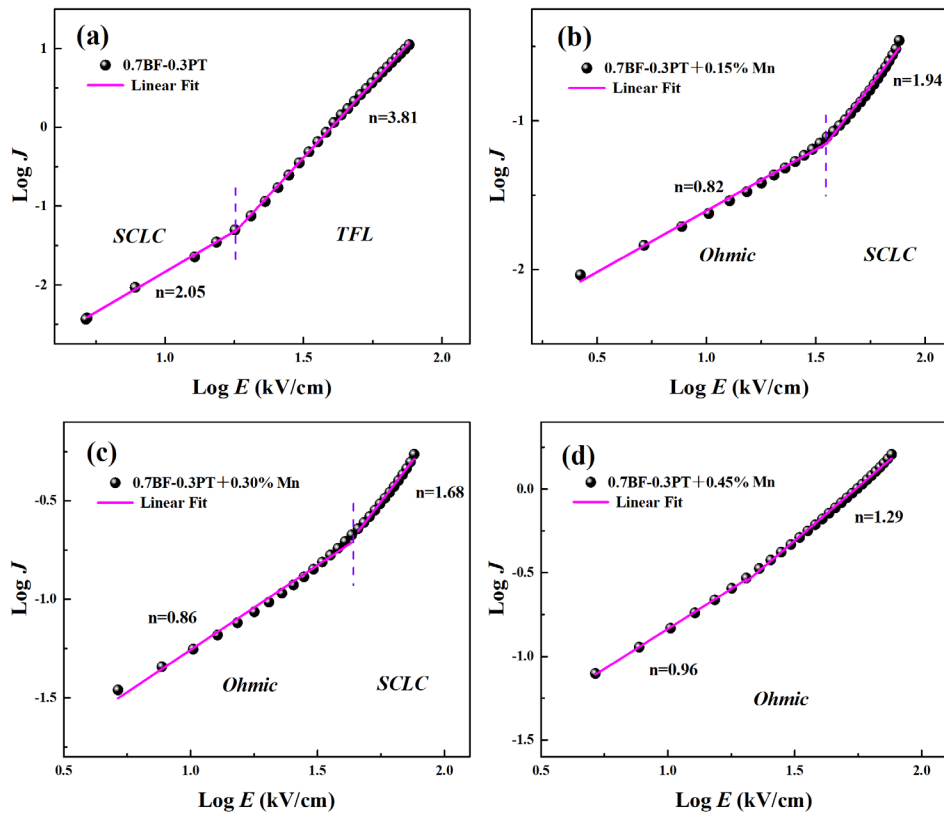 (a)
0.7BF-0.3PT
Linear Fit
n=3.81
SCLC
TFL
n=2.05
1
0
-1
-2
1.0
1.5
2.0
Log J
Log E (kV/cm)
(b)
0.7BF-0.3PT+0.15% Mn
Linear Fit
n=1.94
n=0.82
Ohmic
SCLC
-1
-2
0.5
1.0
1.5
2.0
Log J
Log E (kV/cm)
(c)
0.7BF-0.3PT+0.30% Mn
Linear Fit
n=1.68
n=0.86
Ohmic
SCLC
-0.5
-1.0
-1.5
0.5
1.0
1.5
2.0
Log J
Log E (kV/cm)
(d)
0.7BF-0.3PT+0.45% Mn
Linear Fit
n=1.29
n=0.96
Ohmic
0.0
-0.5
-1.0
-1.5
0.5
1.0
1.5
2.0
Log J
Log E (kV/cm)